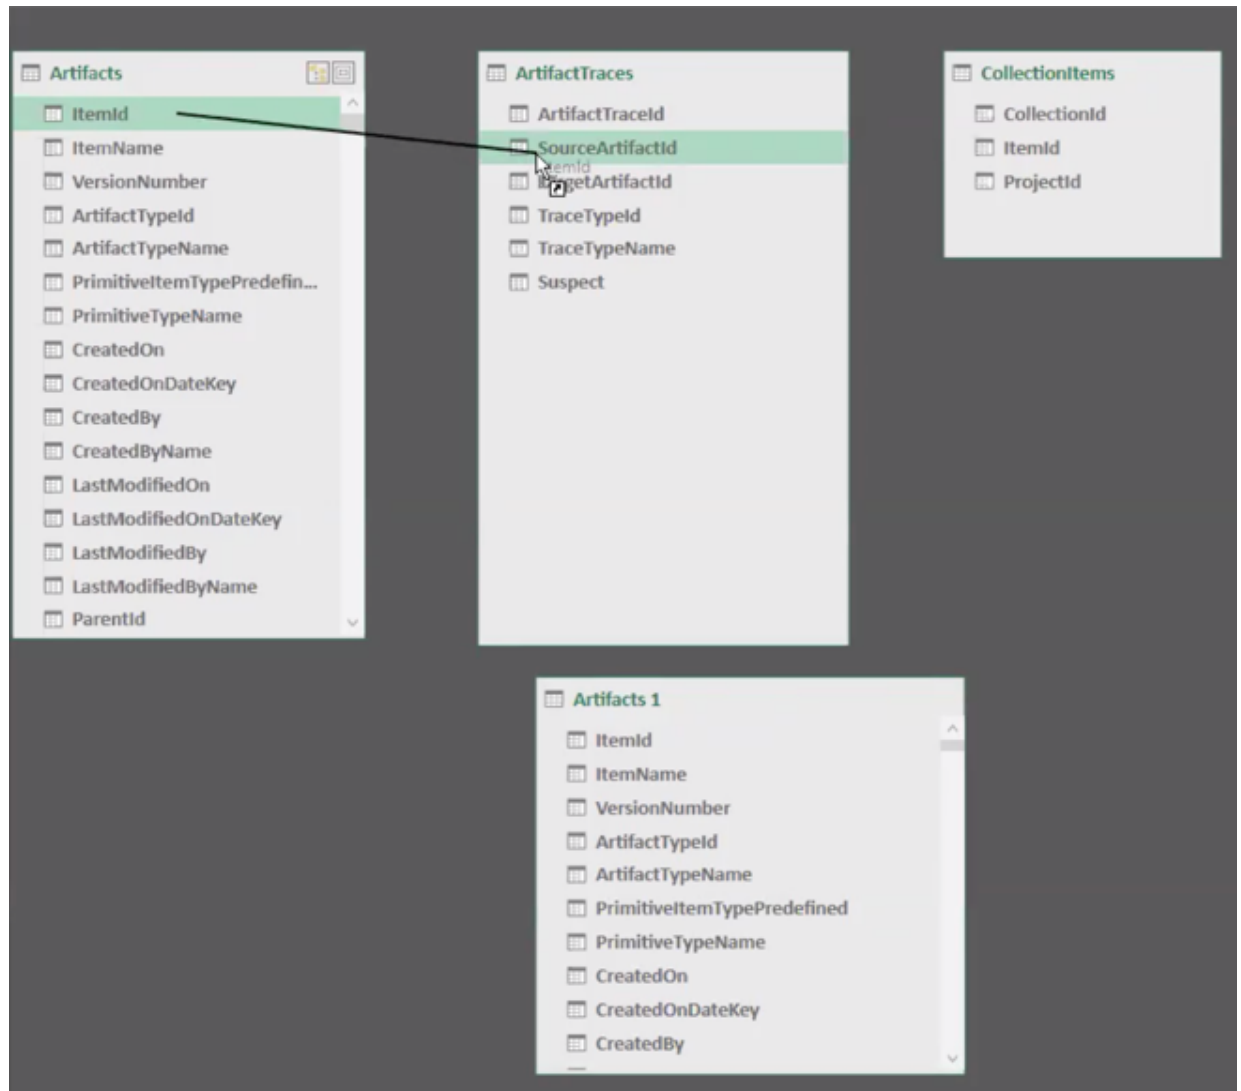 Artifacts
ItemId
ItemName
VersionNumber
ArtifactTypeId
ArtifactTypeName
PrimitiveItemTypePredefin...
PrimitiveTypeName
CreatedOn
CreatedOnDateKey
CreatedBy
CreatedByName
LastModifiedOn
LastModifiedOnDateKey
LastModifiedBy
LastModifiedByName
ParentId
ArtifactTraces
ArtifactTraceId
SourceArtifactId
ItemId
TargetArtifactId
TraceTypeId
TraceTypeName
Suspect
CollectionItems
CollectionId
ItemId
ProjectId
Artifacts 1
ItemId
ItemName
VersionNumber
ArtifactTypeId
ArtifactTypeName
PrimitiveItemTypePredefined
PrimitiveTypeName
CreatedOn
CreatedOnDateKey
CreatedBy